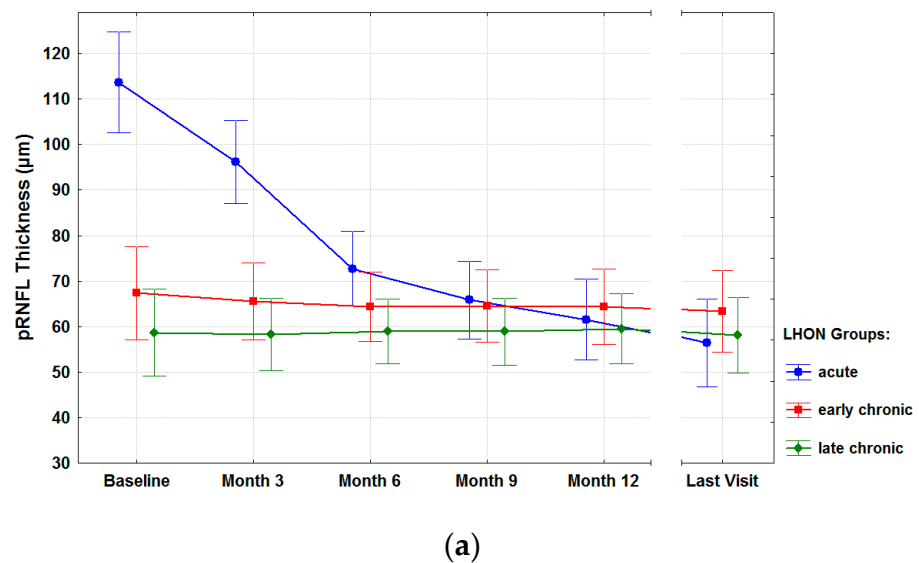 pRNFL Thickness (µm)
120
110
100
90
80
70
60
50
40
30
Baseline Month 3 Month 6 Month 9 Month 12 Last Visit
LHON Groups:
acute
early chronic
late chronic
(a)